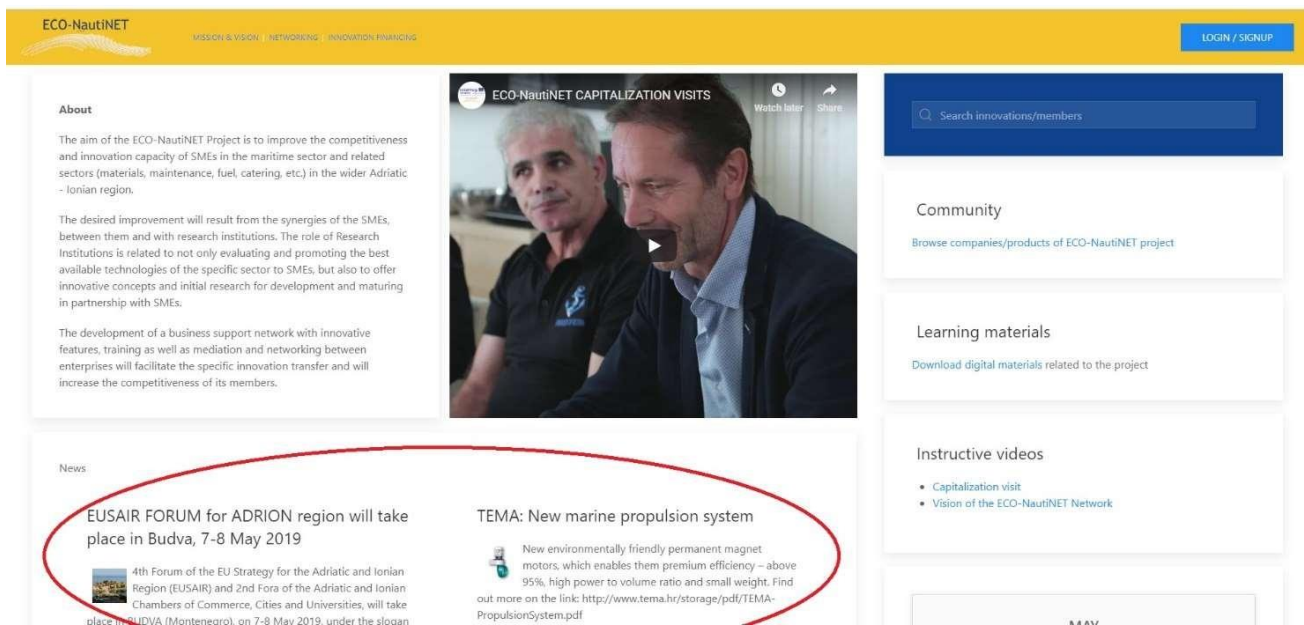 ECO-NautiNET
MISSION & VISION | NETWORKING | INNOVATION FINANCING
LOGIN / SIGNUP
About
The aim of the ECO-NautiNET Project is to improve the competitiveness
and innovation capacity of SMEs in the maritime sector and related
sectors (materials, maintenance, fuel, catering, etc.) in the wider Adriatic
- Ionian region.
The desired improvement will result from the synergies of the SMEs,
between them and with research institutions. The role of Research
Institutions is related to not only evaluating and promoting the best
available technologies of the specific sector to SMEs, but also to offer
innovative concepts and initial research for development and maturing
in partnership with SMEs.
The development of a business support network with innovative
features, training as well as mediation and networking between
enterprises will facilitate the specific innovation transfer and will
increase the competitiveness of its members.
ECO-NautiNET CAPITALIZATION VISITS
Watch later
Share
Search innovations/members
Community
Browse companies/products of ECO-NautiNET project
Learning materials
Download digital materials related to the project
Instructive videos
• Capitalization visit
• Vision of the ECO-NautiNET Network
News
EUSAIR FORUM for ADRION region will take
place in Budva, 7-8 May 2019
4th Forum of the EU Strategy for the Adriatic and Ionian
Region (EUSAIR) and 2nd Fora of the Adriatic and Ionian
Chambers of Commerce, Cities and Universities, will take
place in BUDVA (Montenegro), on 7-8 May 2019, under the slogan
TEMA: New marine propulsion system
New environmentally friendly permanent magnet
motors, which enables them premium efficiency – above
95%, high power to volume ratio and small weight. Find
out more on the link: http://www.tema.hr/storage/pdf/TEMA-
PropulsionSystem.pdf
MAY